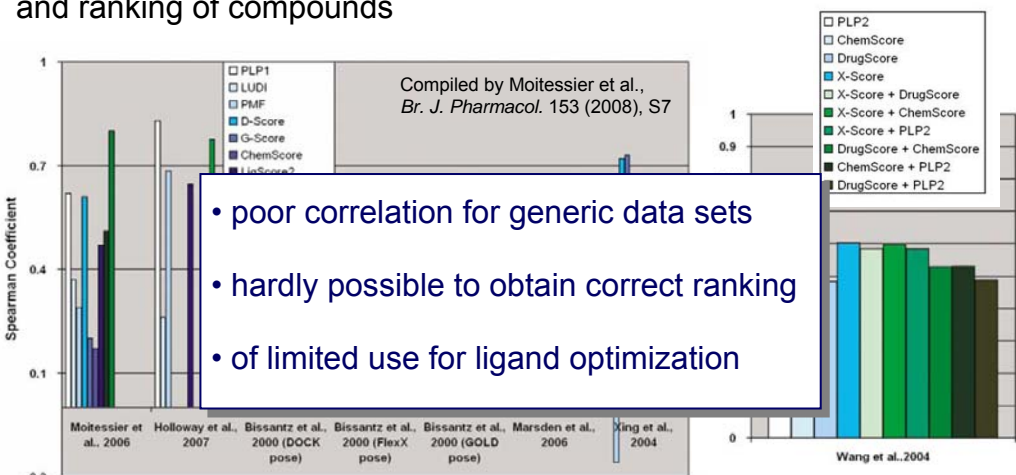 and ranking of compounds
Compiled by Moitessier et al.,
Br. J. Pharmacol. 153 (2008), S7
1
0.7
0.4
0.1
Spearman Coefficient
PLP1
LUDI
PMF
D-Score
G-Score
ChemScore
LigScore2
• poor correlation for generic data sets
• hardly possible to obtain correct ranking
• of limited use for ligand optimization
Moitessier et al., 2006
Holloway et al., 2007
Bissantz et al., 2000 (DOCK pose)
Bissantz et al., 2000 (FlexX pose)
Bissantz et al., 2000 (GOLD pose)
Marsden et al., 2006
Xing et al., 2004
PLP2
ChemScore
DrugScore
X-Score
X-Score + DrugScore
X-Score + ChemScore
X-Score + PLP2
DrugScore + ChemScore
ChemScore + PLP2
DrugScore + PLP2
1
0.9
0
Wang et al.,2004